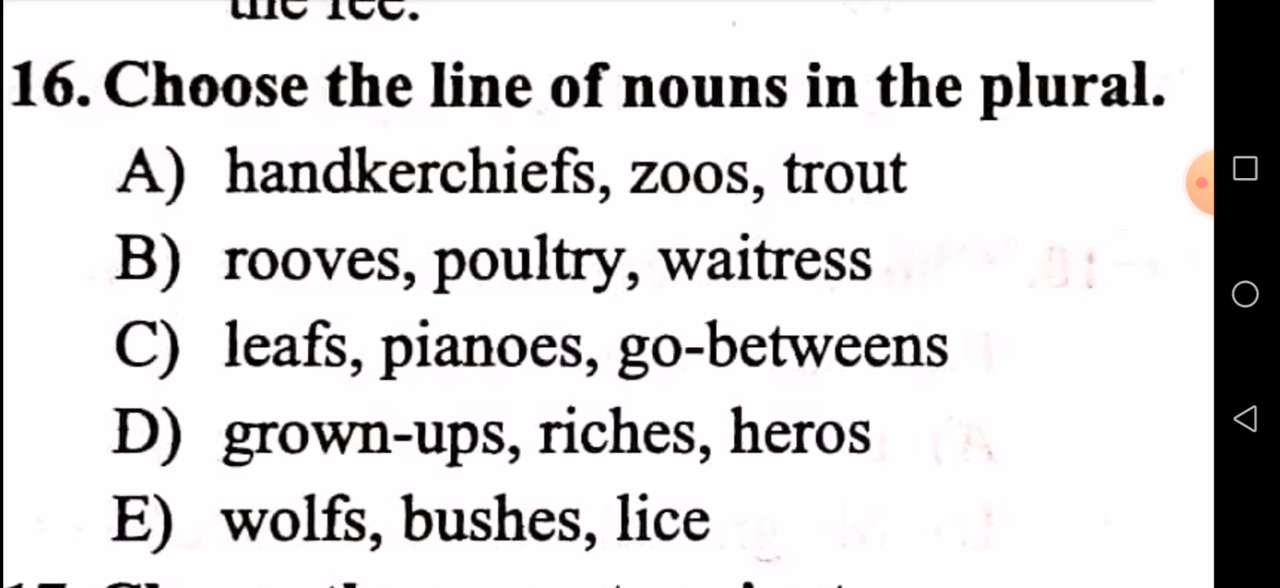 16. Choose the line of nouns in the plural.
A) handkerchiefs, zoos, trout
B) rooves, poultry, waitress
C) leafs, pianoes, go-betweens
D) grown-ups, riches, heros
E) wolfs, bushes, lice